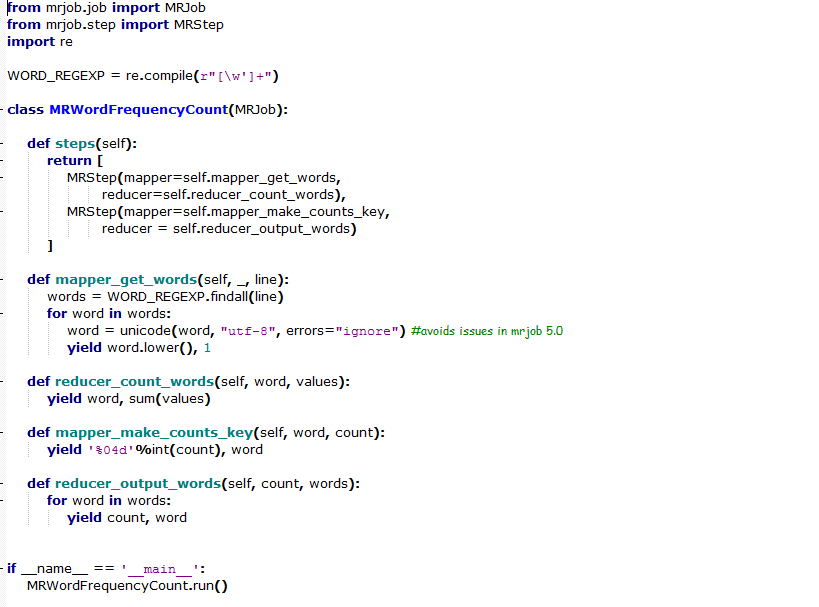 from mrjob.job import MRJob
from mrjob.step import MRStep
import re

WORD_REGEXP = re.compile(r"[\w']+")

class MRWordFrequencyCount(MRJob):

    def steps(self):
        return [
            MRStep(mapper=self.mapper_get_words,
                   reducer=self.reducer_count_words),
            MRStep(mapper=self.mapper_make_counts_key,
                   reducer = self.reducer_output_words)
        ]

    def mapper_get_words(self, _, line):
        words = WORD_REGEXP.findall(line)
        for word in words:
            word = unicode(word, "utf-8", errors="ignore") #avoids issues in mrjob 5.0
            yield word.lower(), 1

    def reducer_count_words(self, word, values):
        yield word, sum(values)

    def mapper_make_counts_key(self, word, count):
        yield '%04d'%int(count), word

    def reducer_output_words(self, count, words):
        for word in words:
            yield count, word


if __name__ == '__main__':
    MRWordFrequencyCount.run()